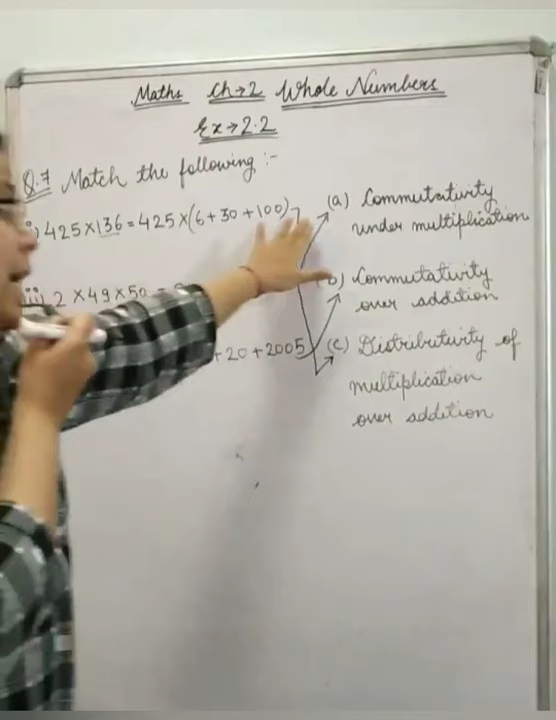 Maths Ch→2 Whole Numbers
Ex→2.2
Q.7 Match the following :-
425×136=425×(6+30+100)
(a) Commutativity
under multiplication
2×49×50
Commutativity
over addition
+20+2005
(c) Distributivity of
multiplication
over addition